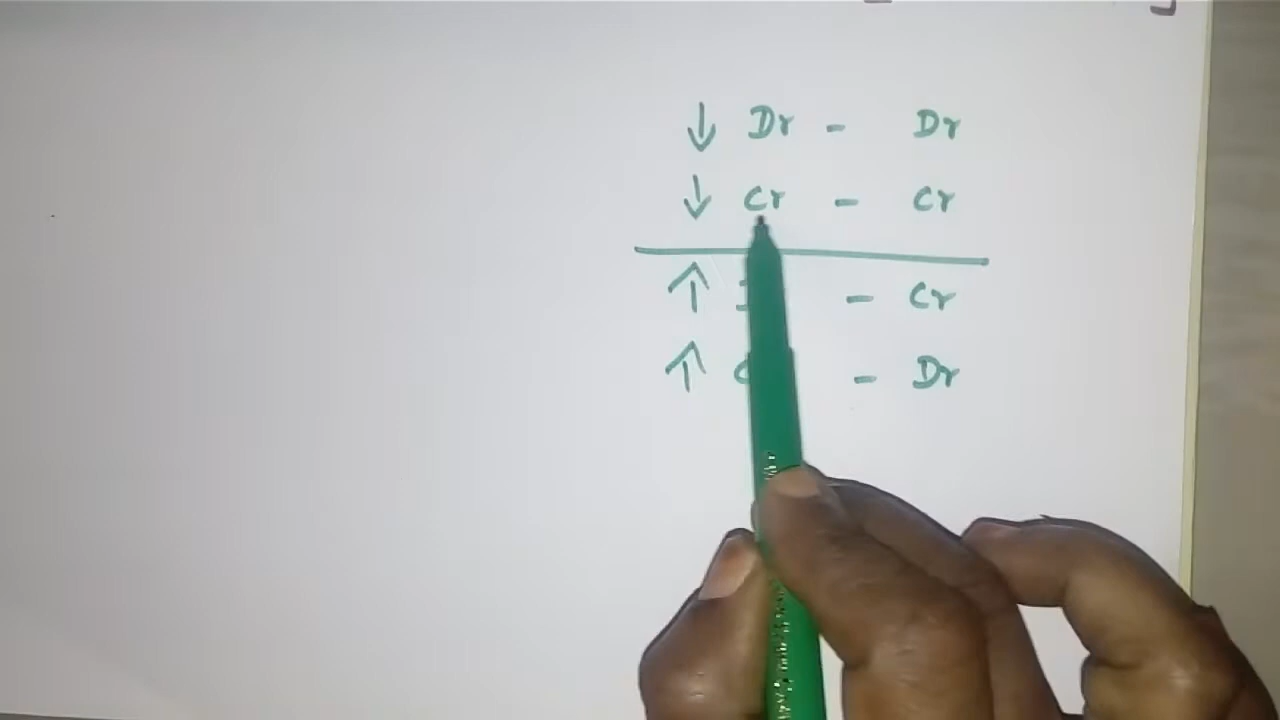 ↓ Dr - Dr
↓ Cr - Cr
↑ - Cr
↑ - Dr